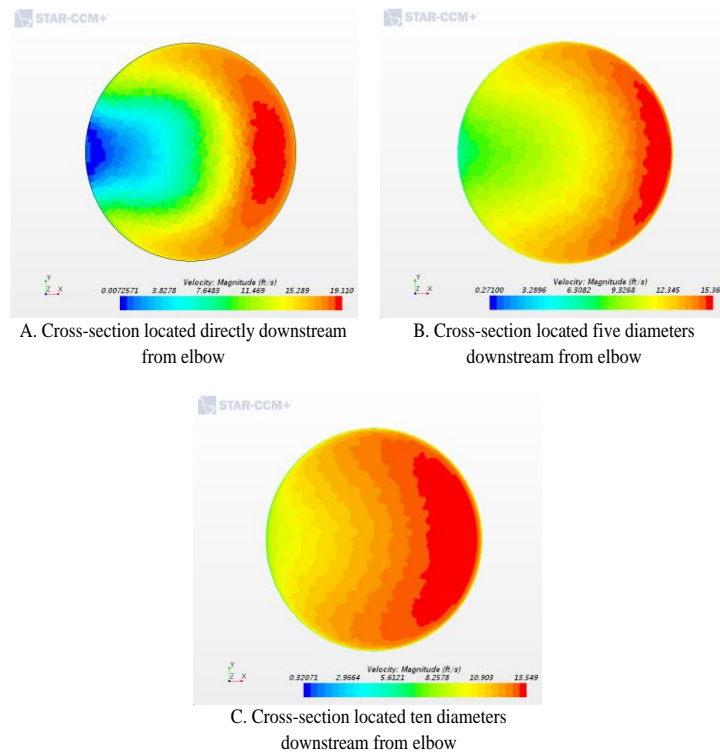 STAR-CCM+
Y
Z X
Velocity: Magnitude (ft/s)
0.0072571 3.8278 7.6483 11.469 15.289 19.110
A. Cross-section located directly downstream
from elbow
STAR-CCM+
Y
Z X
Velocity: Magnitude (ft/s)
0.27100 3.2896 6.3082 9.3268 12.345 15.36
B. Cross-section located five diameters
downstream from elbow
STAR-CCM+
Y
Z X
Velocity: Magnitude (ft/s)
0.32071 2.9664 5.6121 8.2578 10.903 13.549
C. Cross-section located ten diameters
downstream from elbow